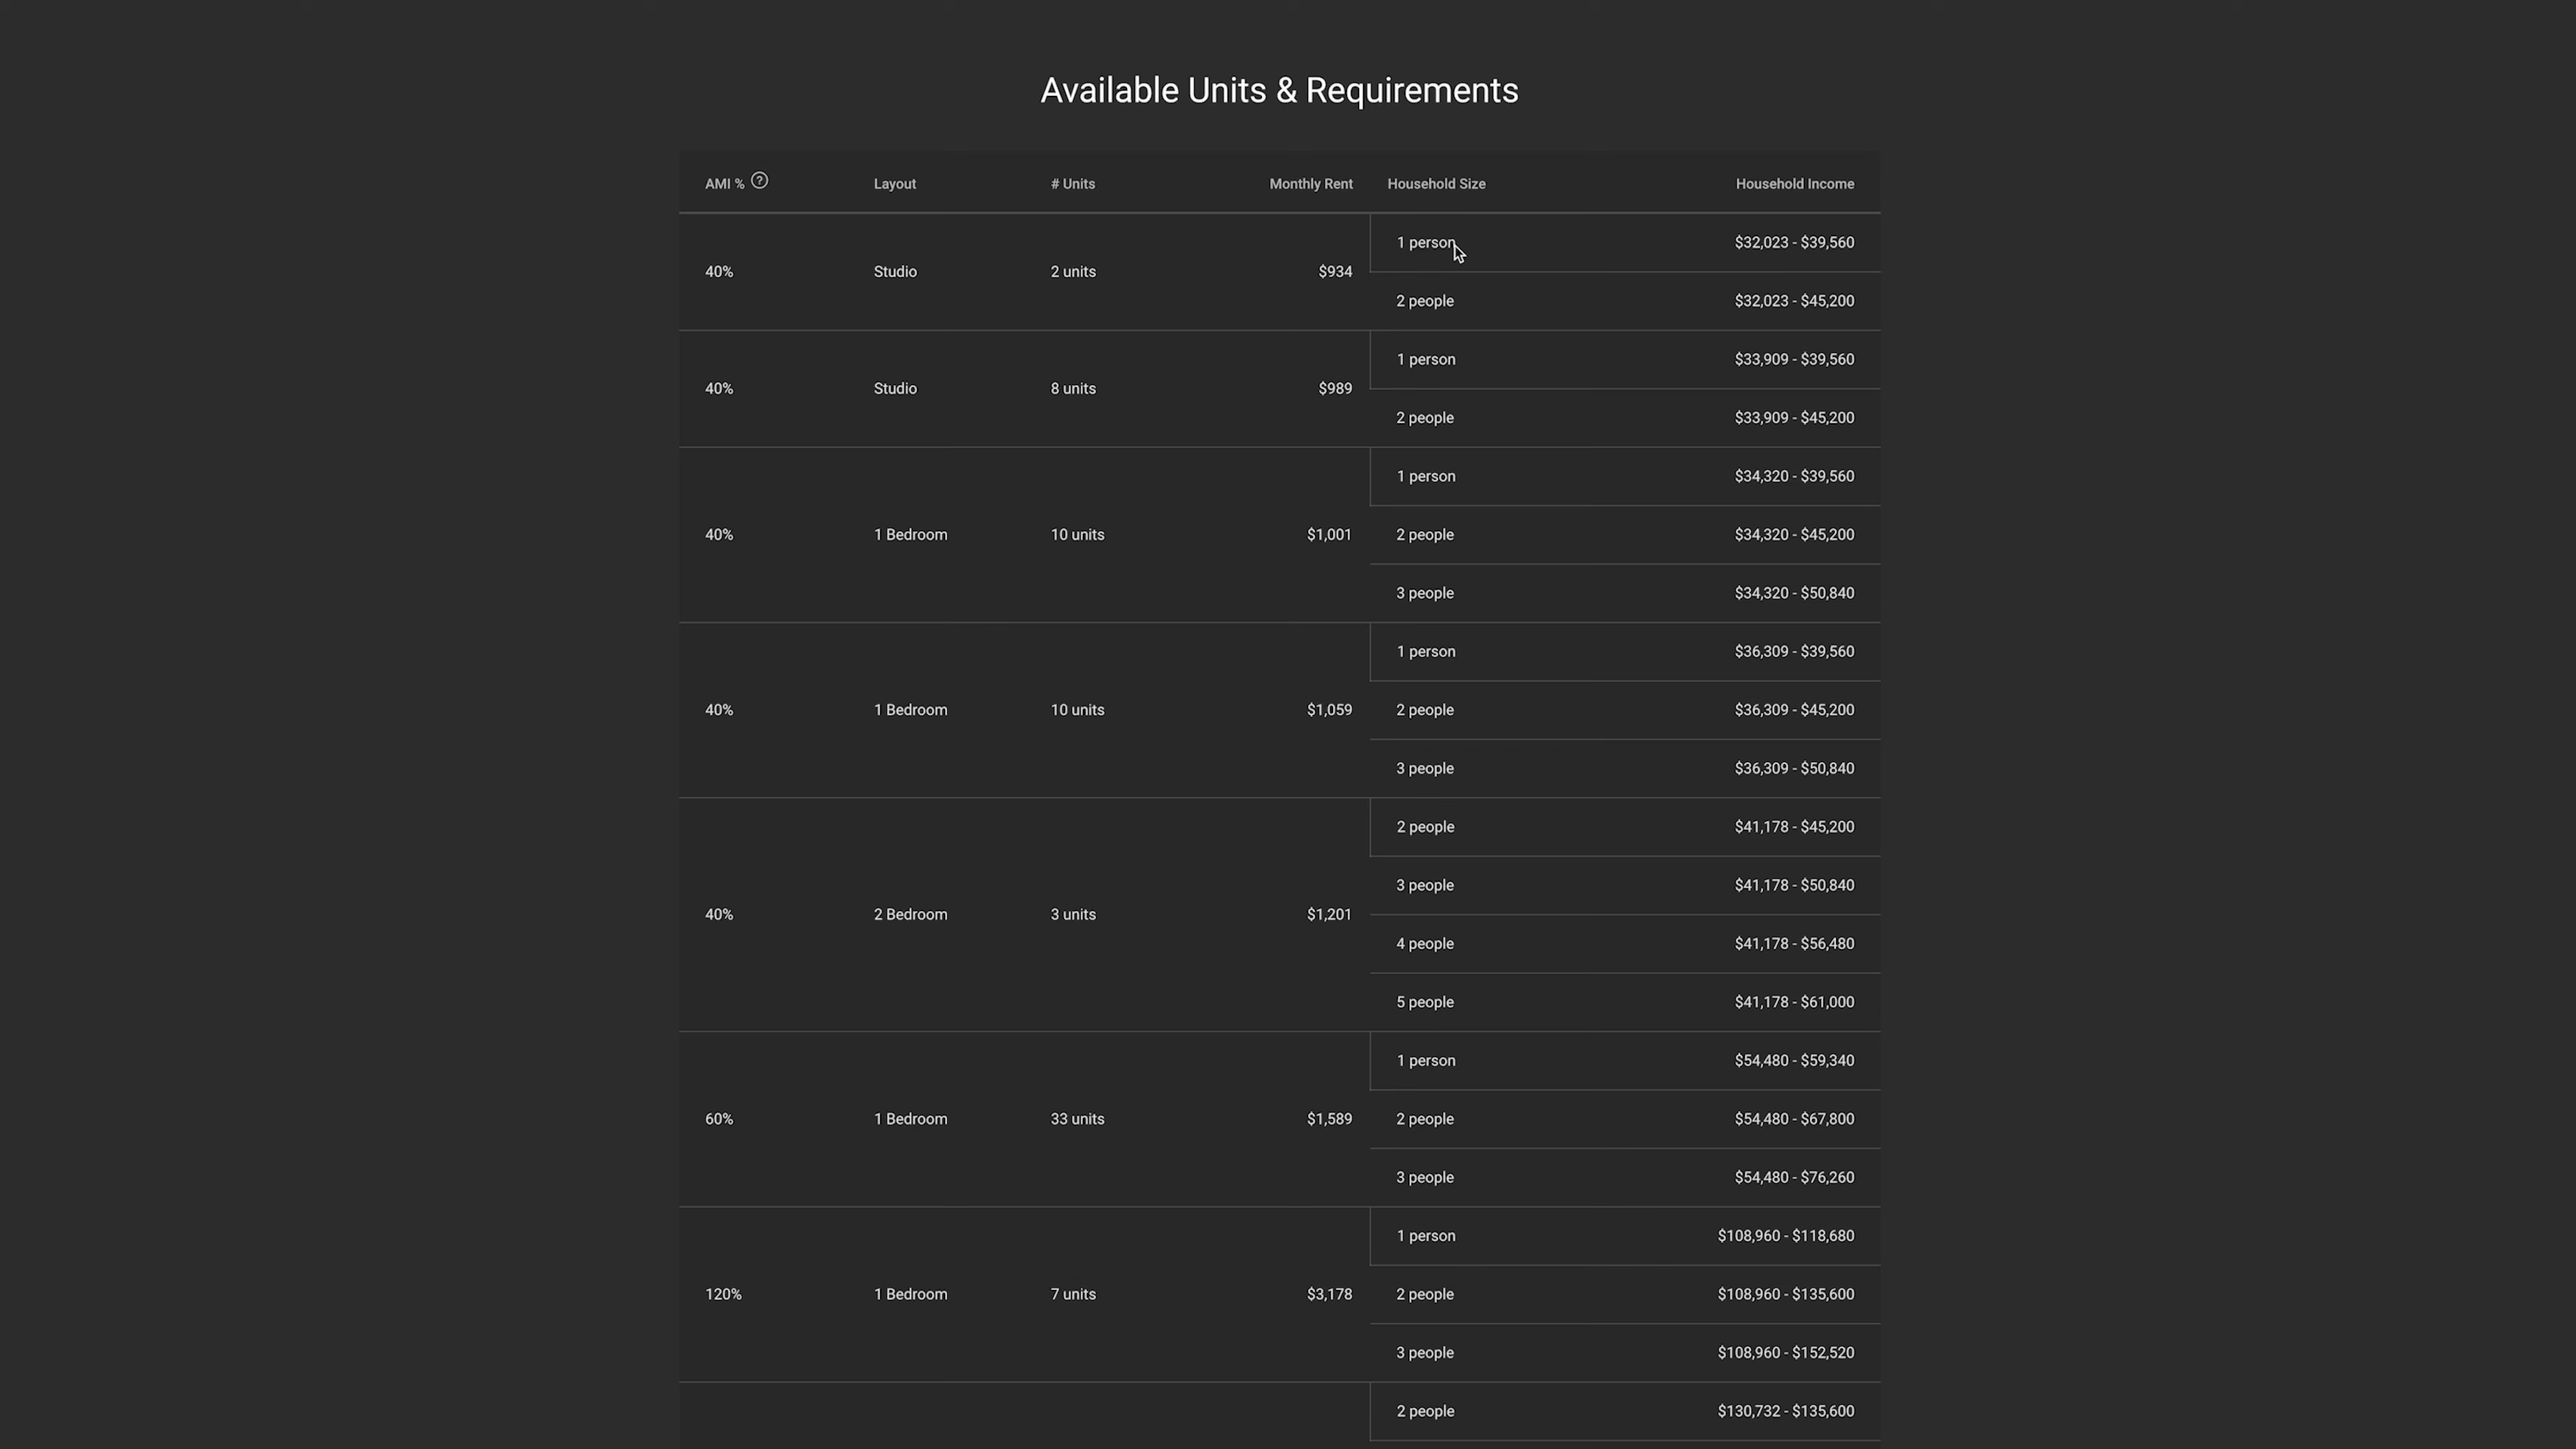 Available Units & Requirements
AMI % ? Layout # Units Monthly Rent Household Size Household Income
1 person $32,023 - $39,560
40% Studio 2 units $934
2 people $32,023 - $45,200
1 person $33,909 - $39,560
40% Studio 8 units $989
2 people $33,909 - $45,200
1 person $34,320 - $39,560
40% 1 Bedroom 10 units $1,001 2 people $34,320 - $45,200
3 people $34,320 - $50,840
1 person $36,309 - $39,560
40% 1 Bedroom 10 units $1,059 2 people $36,309 - $45,200
3 people $36,309 - $50,840
2 people $41,178 - $45,200
3 people $41,178 - $50,840
40% 2 Bedroom 3 units $1,201
4 people $41,178 - $56,480
5 people $41,178 - $61,000
1 person $54,480 - $59,340
60% 1 Bedroom 33 units $1,589 2 people $54,480 - $67,800
3 people $54,480 - $76,260
1 person $108,960 - $118,680
120% 1 Bedroom 7 units $3,178 2 people $108,960 - $135,600
3 people $108,960 - $152,520
2 people $130,732 - $135,600